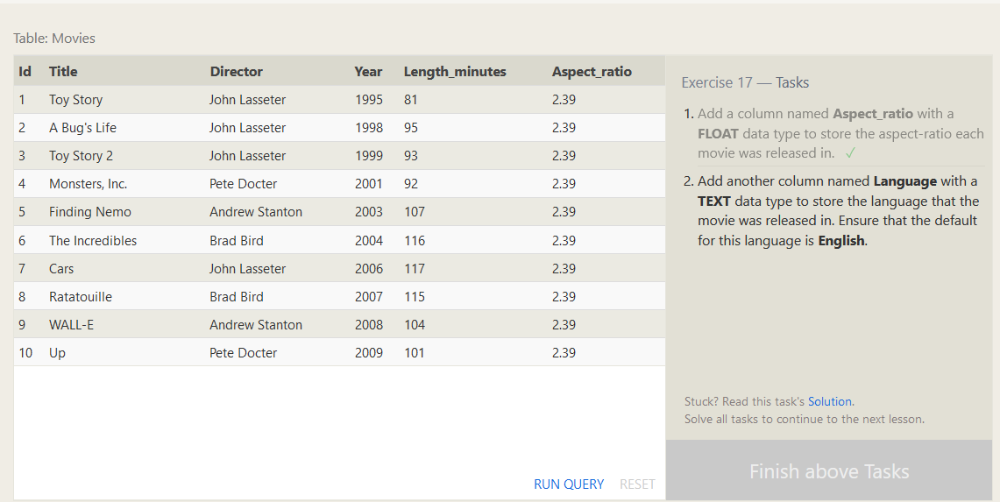 Table: Movies
Id Title Director Year Length_minutes Aspect_ratio
1 Toy Story John Lasseter 1995 81 2.39
2 A Bug's Life John Lasseter 1998 95 2.39
3 Toy Story 2 John Lasseter 1999 93 2.39
4 Monsters, Inc. Pete Docter 2001 92 2.39
5 Finding Nemo Andrew Stanton 2003 107 2.39
6 The Incredibles Brad Bird 2004 116 2.39
7 Cars John Lasseter 2006 117 2.39
8 Ratatouille Brad Bird 2007 115 2.39
9 WALL-E Andrew Stanton 2008 104 2.39
10 Up Pete Docter 2009 101 2.39
RUN QUERY RESET
Exercise 17 — Tasks
1. Add a column named Aspect_ratio with a
FLOAT data type to store the aspect-ratio each
movie was released in. ✓
2. Add another column named Language with a
TEXT data type to store the language that the
movie was released in. Ensure that the default
for this language is English.
Stuck? Read this task's Solution.
Solve all tasks to continue to the next lesson.
Finish above Tasks